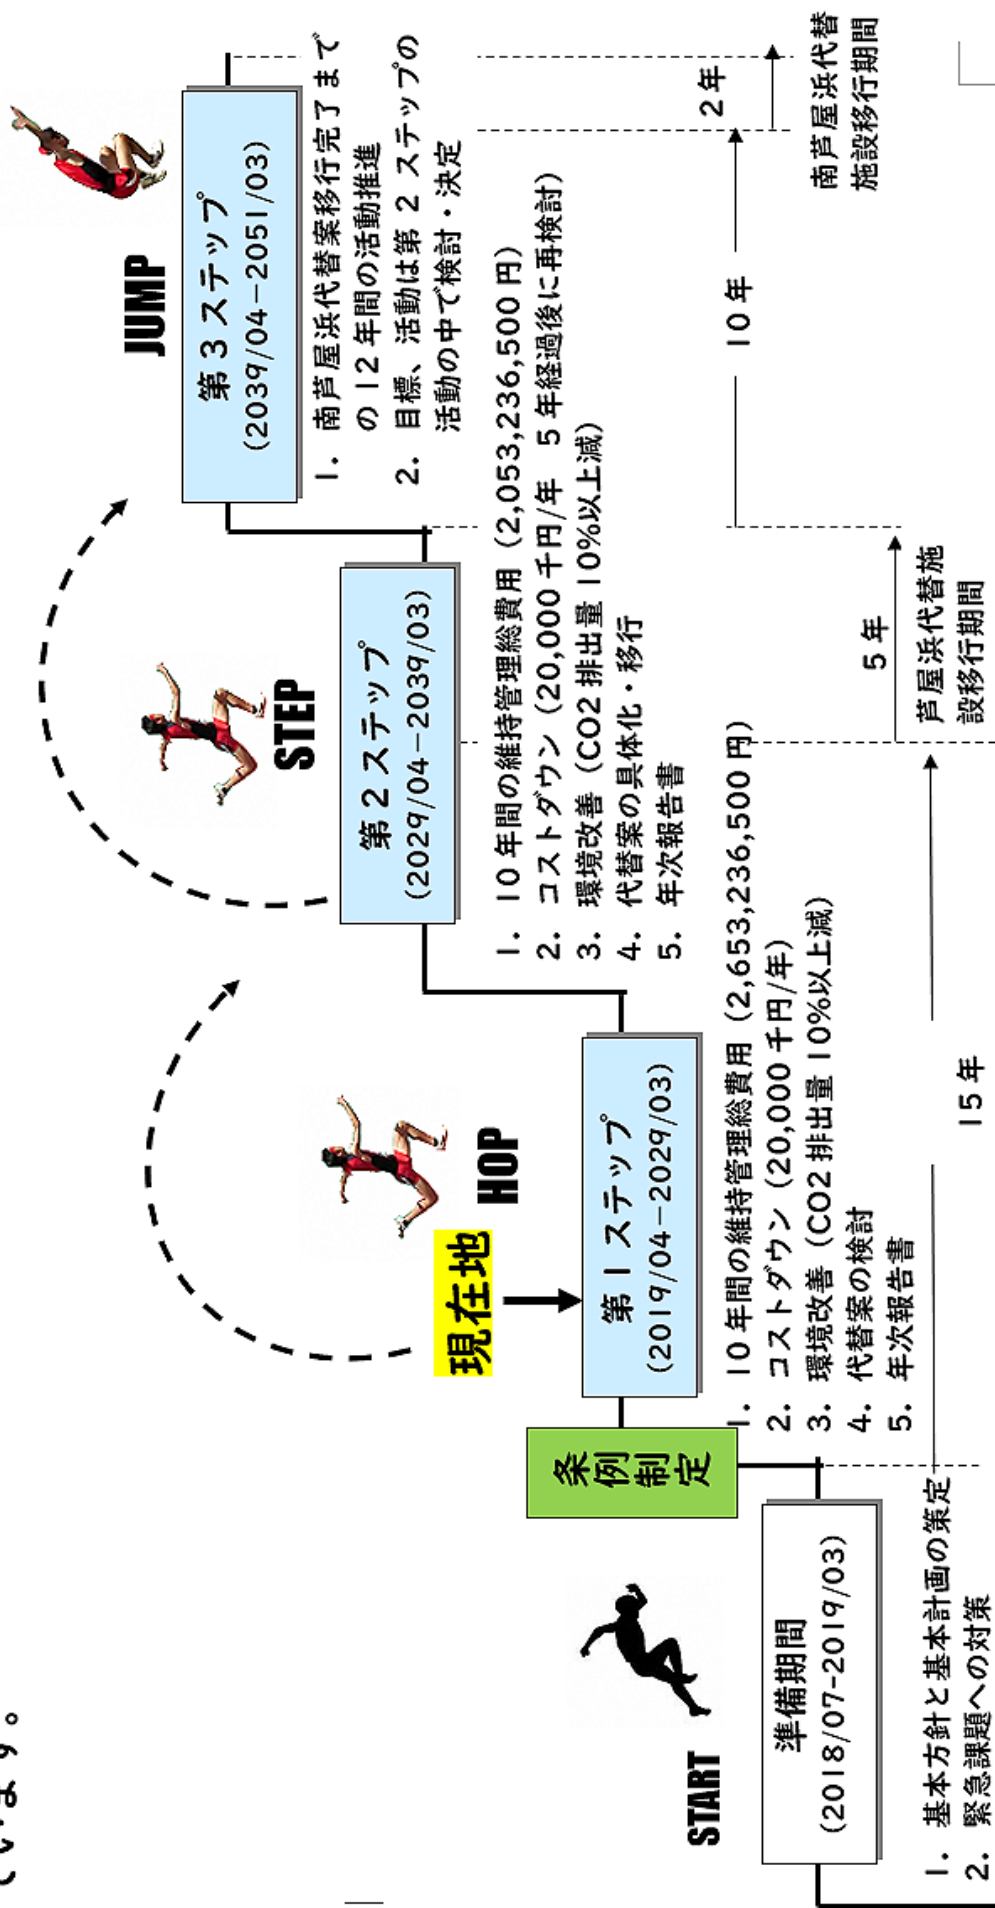 ています。
START
準備期間
(2018/07-2019/03)
1. 基本方針と基本計画の策定
2. 緊急課題への対策
条例
制定
現在地
HOP
第1ステップ
(2019/04-2029/03)
1. 10年間の維持管理総費用(2,653,236,500円)
2. コストダウン(20,000千円/年)
3. 環境改善(CO2排出量10%以上減)
4. 代替案の検討
5. 年次報告書
STEP
第2ステップ
(2029/04-2039/03)
1. 10年間の維持管理総費用(2,053,236,500円)
2. コストダウン(20,000千円/年 5年経過後に再検討)
3. 環境改善(CO2排出量10%以上減)
4. 代替案の具体化・移行
5. 年次報告書
JUMP
第3ステップ
(2039/04-2051/03)
1. 南芦屋浜代替案移行完了まで
の12年間の活動推進
2. 目標、活動は第2ステップの
活動の中で検討・決定
15年
5年
芦屋浜代替施
設移行期間
10年
2年
南芦屋浜代替
施設移行期間